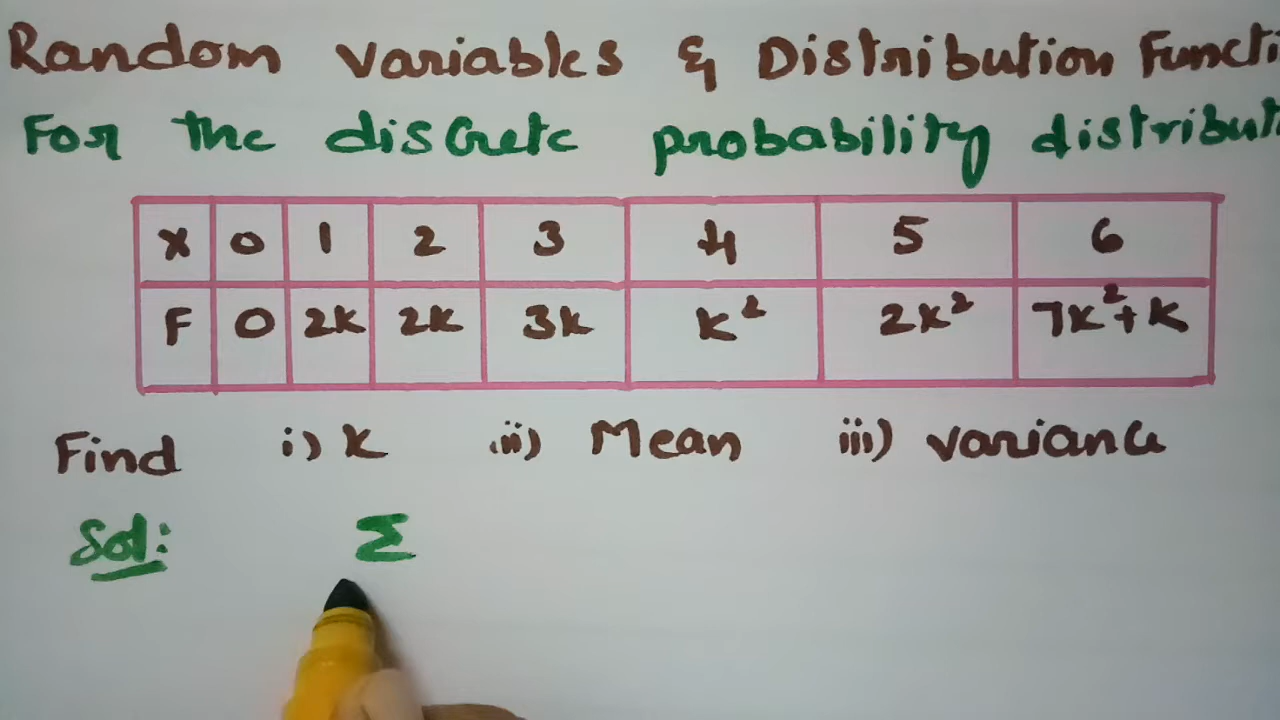 Random Variables & Distribution Functi
For the discrete probability distribut
X 0 1 2 3 4 5 6
F 0 2K 2K 3K K² 2K² 7K²+K
Find i) K ii) Mean iii) Variance
Sol: Σ